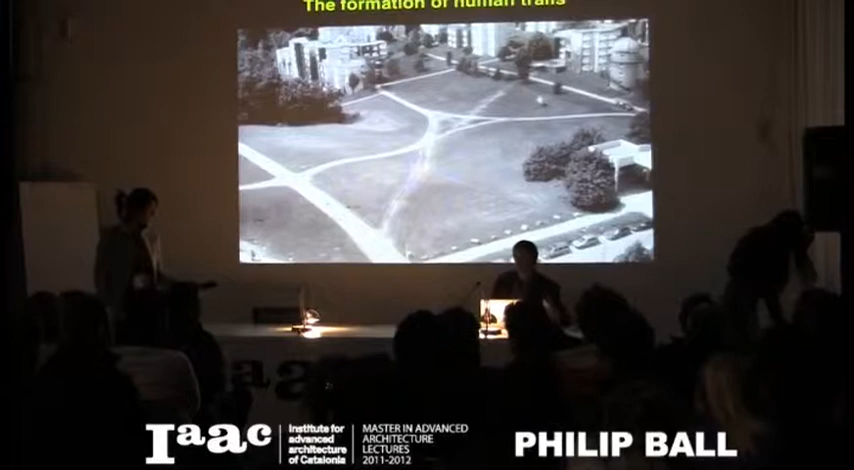 The formation of human trails
Iaac
Institute for
advanced
architecture
of Catalonia
MASTER IN ADVANCED
ARCHITECTURE
LECTURES
2011-2012
PHILIP BALL
Iaac